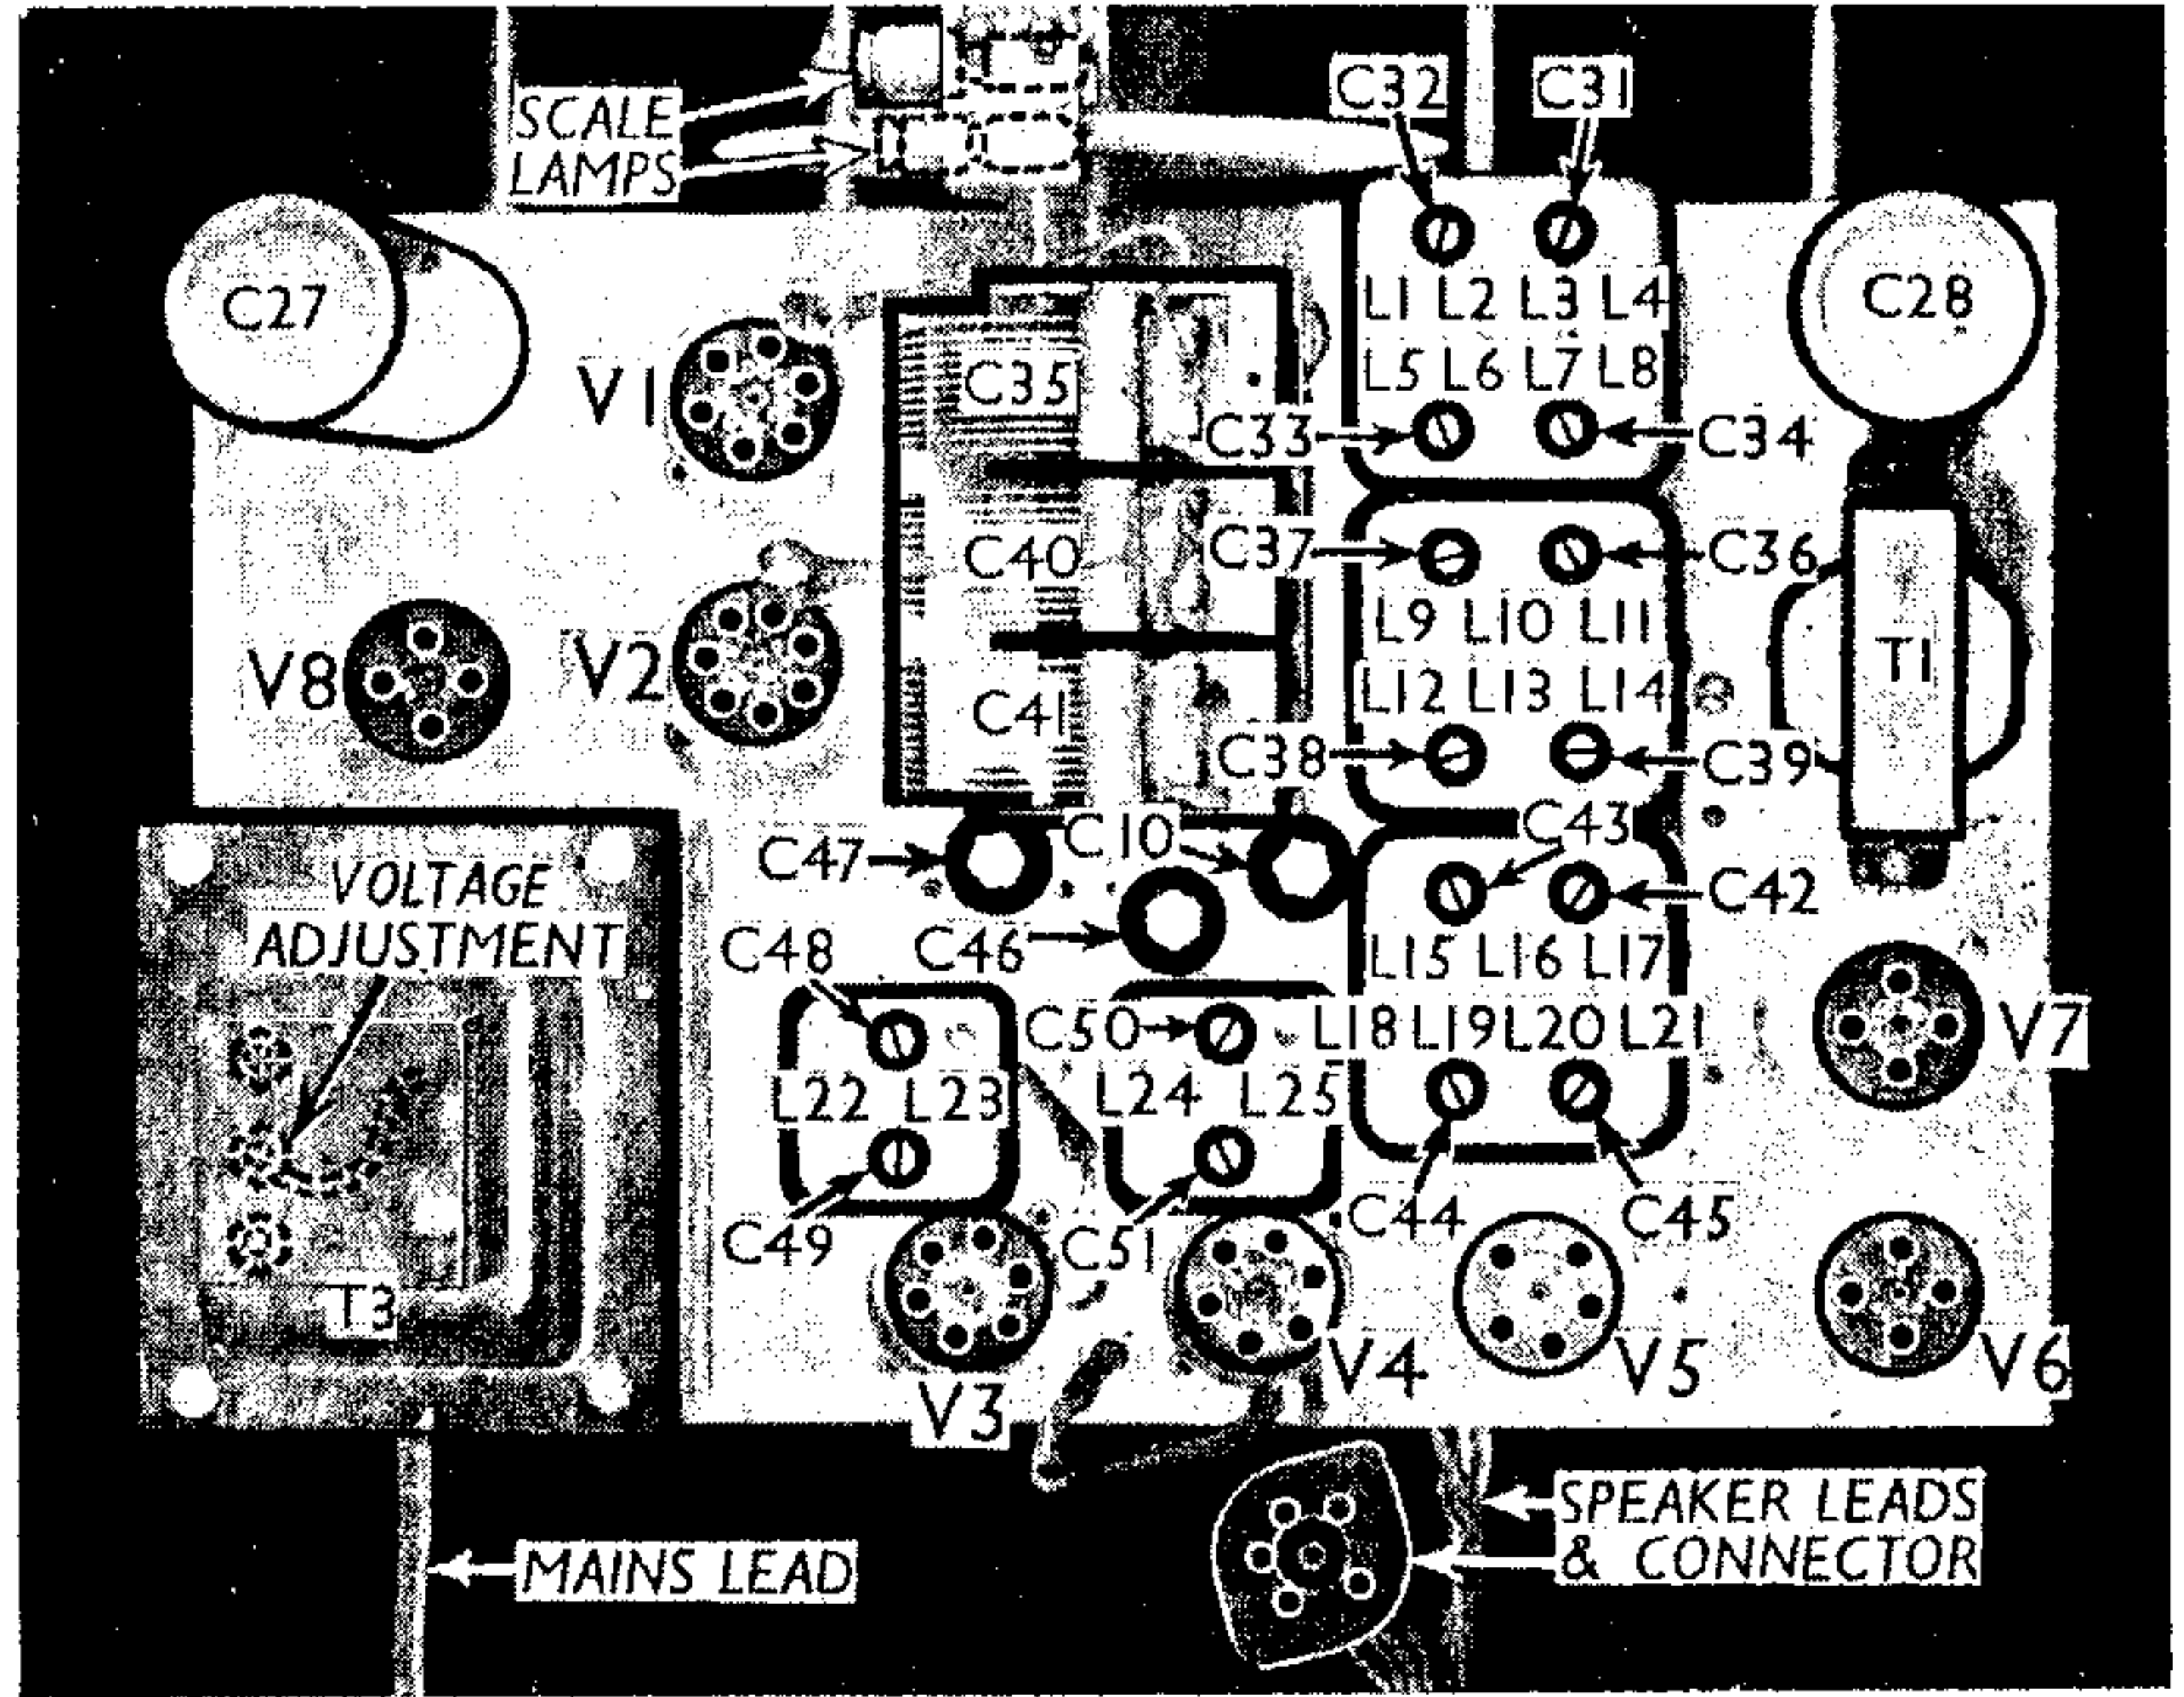 C32 C31
SCALE
LAMPS
C27
L1 L2 L3 L4
C28
C35
L5 L6 L7 L8
V1
C33
C34
C37
C40
C36
L9 L10 L11
V8
V2
T1
L12 L13 L14
C41
C38
C39
C43
C10
C47
VOLTAGE
ADJUSTMENT
C42
C48
C46
L15 L16 L17
C50
L18 L19 L20 L21
V7
L22 L23
L24 L25
C49
C51
C44
C45
T3
V4
V5
V6
V3
SPEAKER LEADS
& CONNECTOR
MAINS LEAD